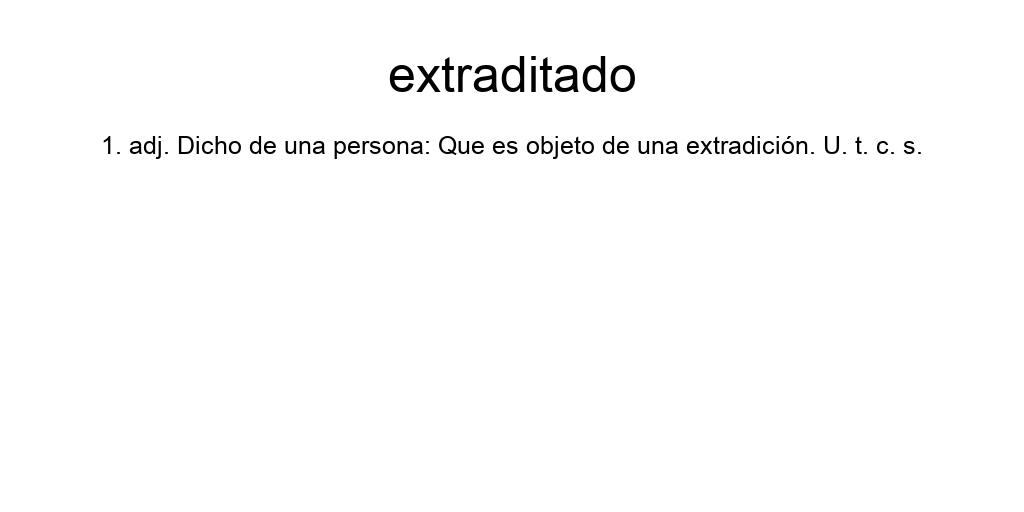 extraditado
1. adj. Dicho de una persona: Que es objeto de una extradición. U. t. c. s.